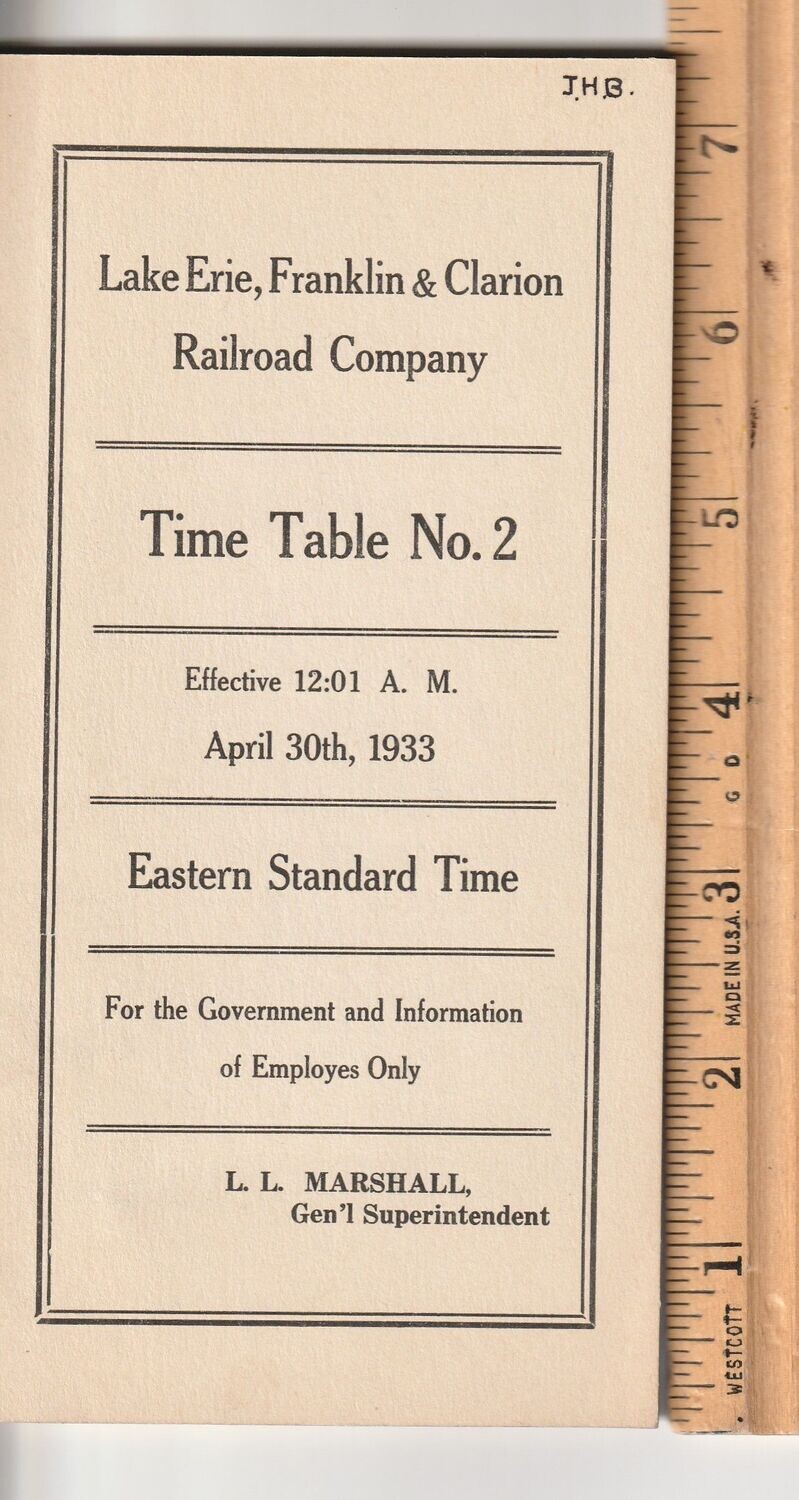 J.H.B.
Lake Erie, Franklin & Clarion
Railroad Company
Time Table No. 2
Effective 12:01 A. M.
April 30th, 1933
Eastern Standard Time
For the Government and Information
of Employes Only
L. L. MARSHALL,
Gen'l Superintendent
7
6
5
4
G D
3
MADE IN U.S.A.
2
1
WESTCOTT